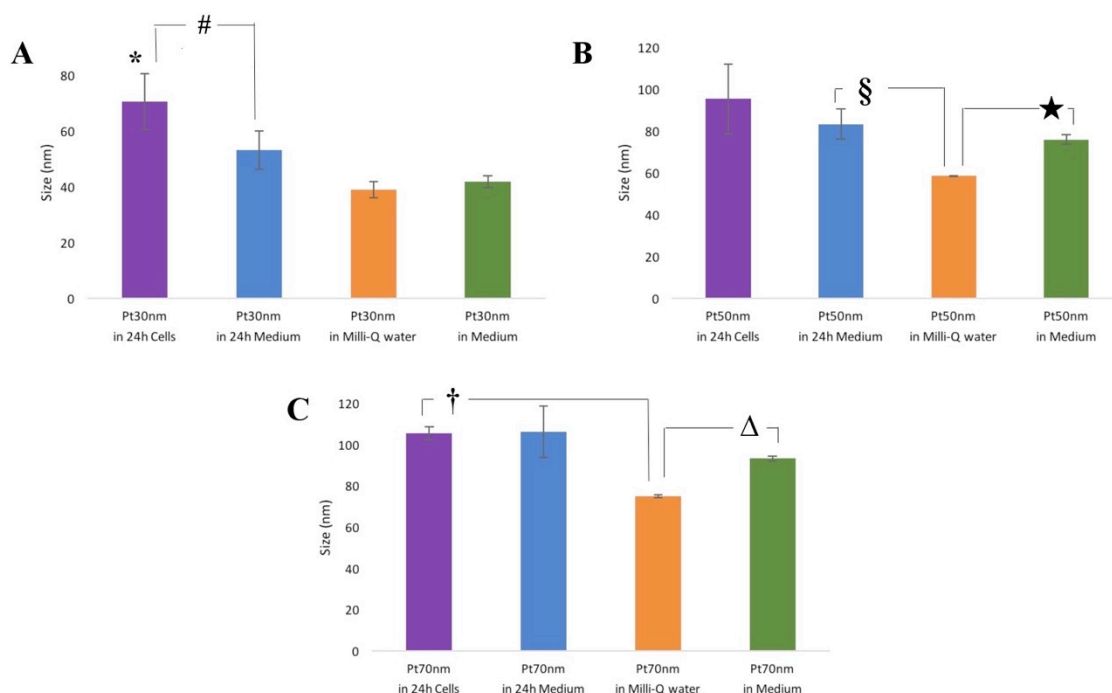 A
#
*
80
60
40
20
0
Size (nm)
Pt30nm
in 24h Cells
Pt30nm
in 24h Medium
Pt30nm
in Milli-Q water
Pt30nm
in Medium
B
§
★
120
100
80
60
40
20
0
Size (nm)
Pt50nm
in 24h Cells
Pt50nm
in 24h Medium
Pt50nm
in Milli-Q water
Pt50nm
in Medium
C
†
Δ
120
100
80
60
40
20
0
Size (nm)
Pt70nm
in 24h Cells
Pt70nm
in 24h Medium
Pt70nm
in Milli-Q water
Pt70nm
in Medium